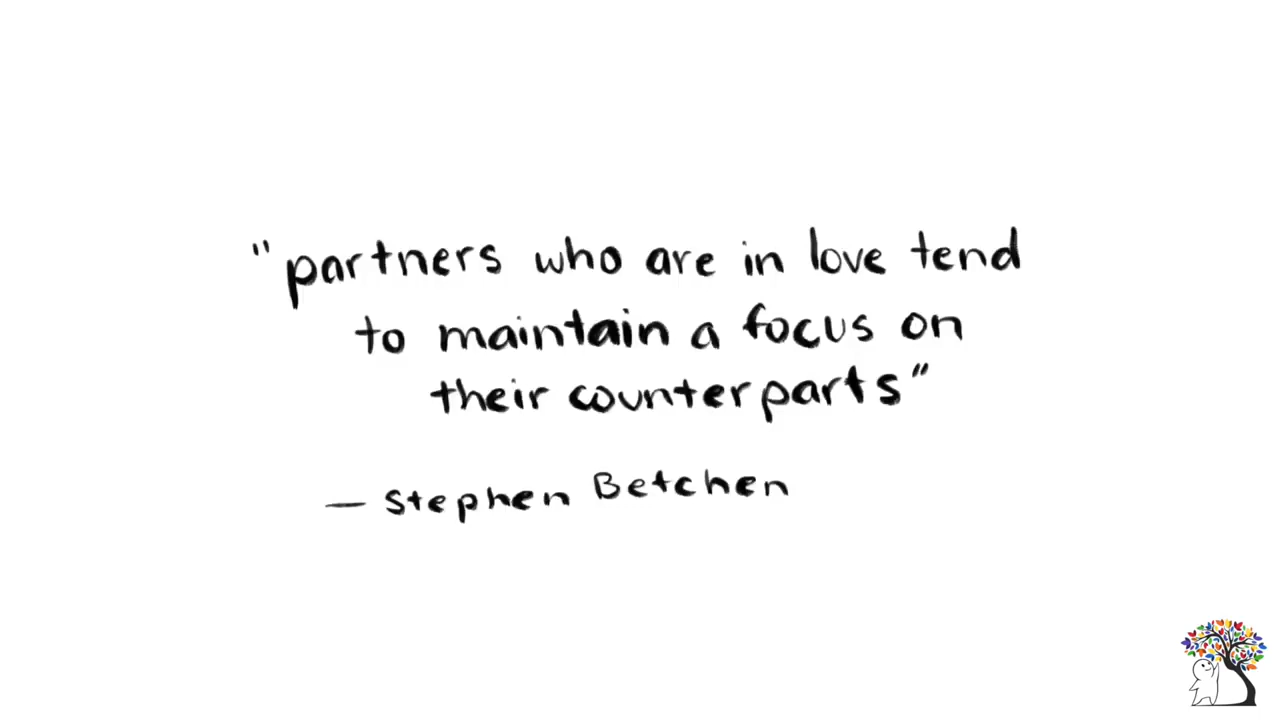 "partners who are in love tend
to maintain a focus on
their counterparts"
— Stephen Betchen